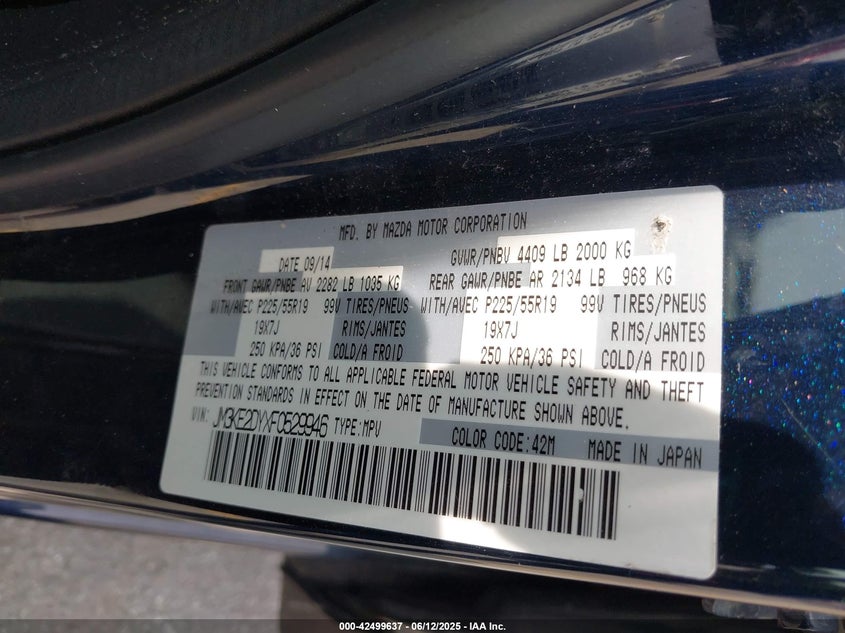 MFD. BY MAZDA MOTOR CORPORATION
DATE 09/14 GVWR/PNBV 4409 LB 2000 KG
FRONT GAWR/PNBE AV 2282 LB 1035 KG REAR GAWR/PNBE AR 2134 LB 968 KG
WITH/AVEC P225/55R19 99V TIRES/PNEUS WITH/AVEC P225/55R19 99V TIRES/PNEUS
19X7J RIMS/JANTES 19X7J RIMS/JANTES
250 KPA/36 PSI COLD/A FROID 250 KPA/36 PSI COLD/A FROID
THIS VEHICLE CONFORMS TO ALL APPLICABLE FEDERAL MOTOR VEHICLE SAFETY AND THEFT
PREVENTION STANDARDS IN EFFECT ON THE DATE OF MANUFACTURE SHOWN ABOVE.
VIN: JM3KE2DYXF0529946 TYPE:MPV
COLOR CODE:42M MADE IN JAPAN
000-42499637 - 06/12/2025 - IAA Inc.